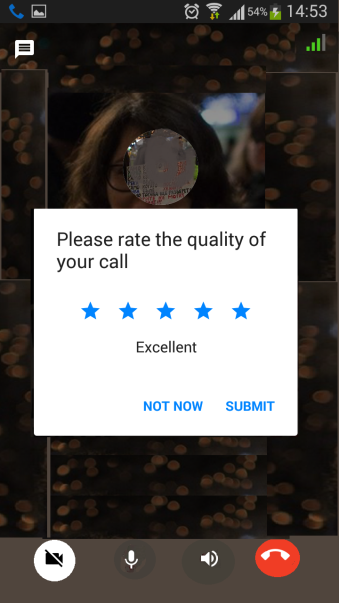 54% 14:53
Please rate the quality of
your call
Excellent
NOT NOW SUBMIT